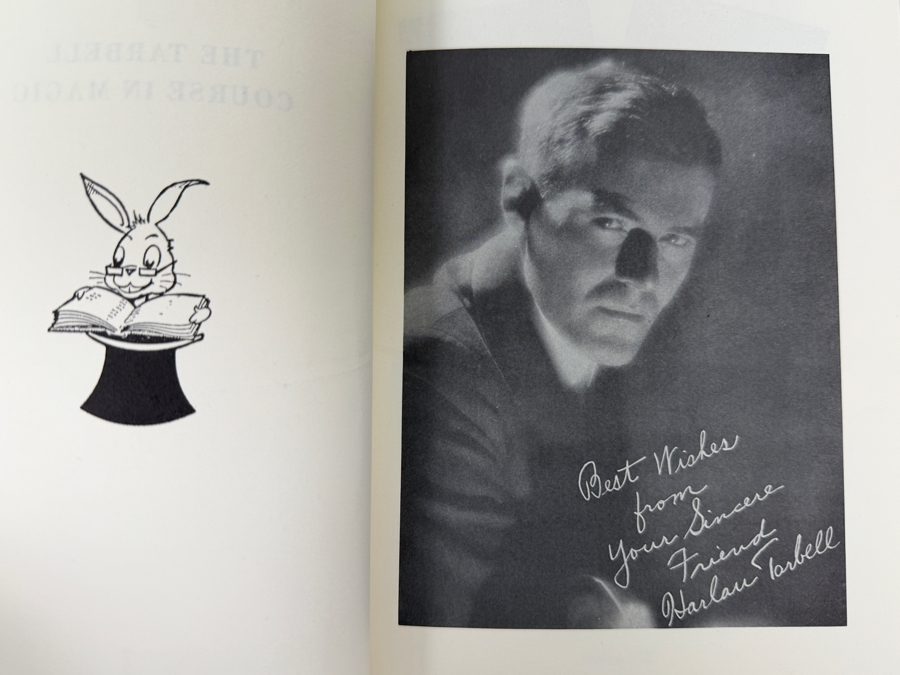 THE TARBELL
COURSE IN MAGIC
Best Wishes
from
Your Sincere
Friend
Harlan Tarbell